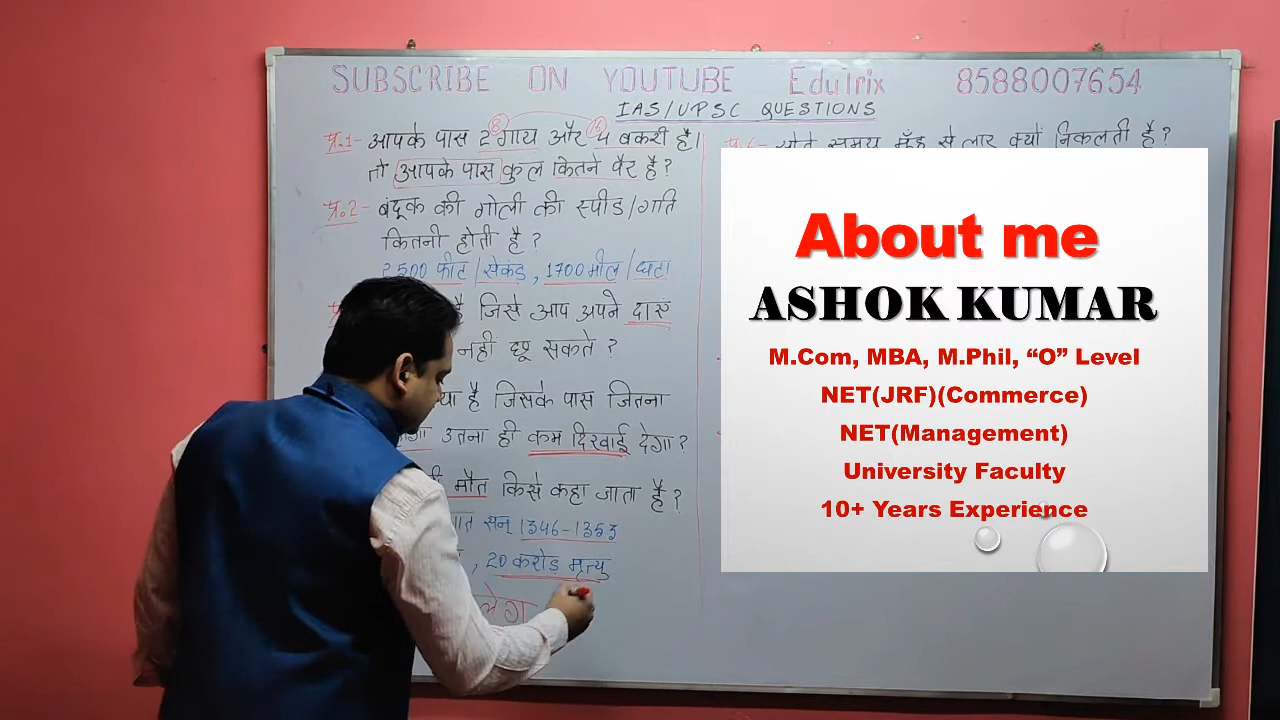 SUBSCRIBE ON YOUTUBE EduTrix 8588007654
IAS/UPSC QUESTIONS
प्र.1- आपके पास 2 गाय और 4 बकरी है।
तो आपके पास कुल कितने पैर है?
प्र.2- बंदूक की गोली की स्पीड/गति
कितनी होती है?
2500 फीट/सेकंड, 1700 मील/घंटा
जिसे आप अपने दाएं
नही छू सकते?
है जिसके पास जितना
उतना ही कम दिखाई देगा?
मौत किसे कहा जाता है?
सन् 1346-1353
, 20 करोड़ मृत्यु
लेग
सोते समय मुँह से लार क्यों निकलती है?
About me
ASHOK KUMAR
M.Com, MBA, M.Phil, “O” Level
NET(JRF)(Commerce)
NET(Management)
University Faculty
10+ Years Experience